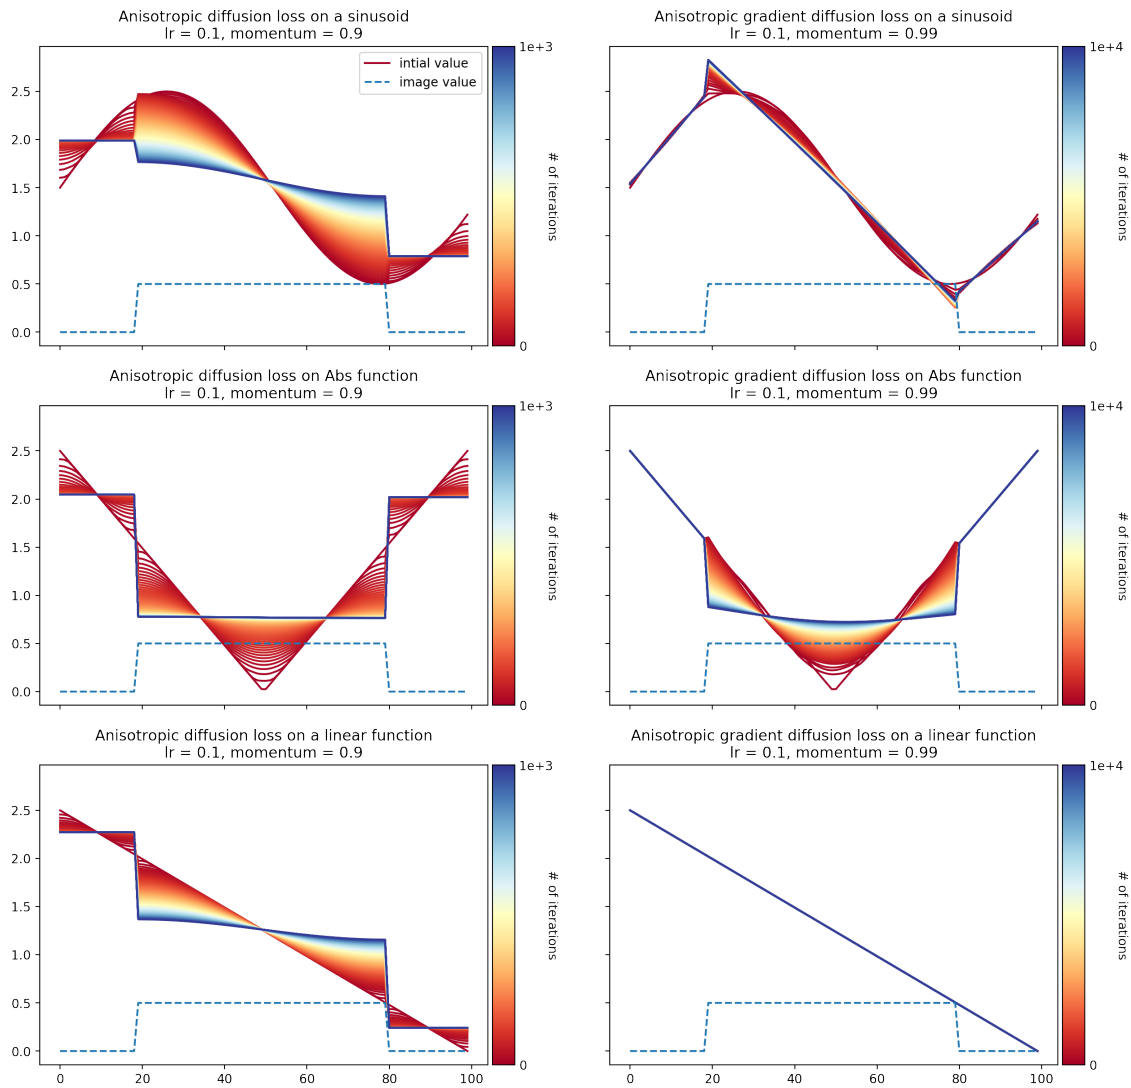 Anisotropic diffusion loss on a sinusoid
lr = 0.1, momentum = 0.9
intial value
image value
2.5
2.0
1.5
1.0
0.5
0.0
1e+3
# of iterations
0
Anisotropic gradient diffusion loss on a sinusoid
lr = 0.1, momentum = 0.99
1e+4
# of iterations
0
Anisotropic diffusion loss on Abs function
lr = 0.1, momentum = 0.9
2.5
2.0
1.5
1.0
0.5
0.0
1e+3
# of iterations
0
Anisotropic gradient diffusion loss on Abs function
lr = 0.1, momentum = 0.99
1e+4
# of iterations
0
Anisotropic diffusion loss on a linear function
lr = 0.1, momentum = 0.9
2.5
2.0
1.5
1.0
0.5
0.0
0 20 40 60 80 100
1e+3
# of iterations
0
Anisotropic gradient diffusion loss on a linear function
lr = 0.1, momentum = 0.99
0 20 40 60 80 100
1e+4
# of iterations
0